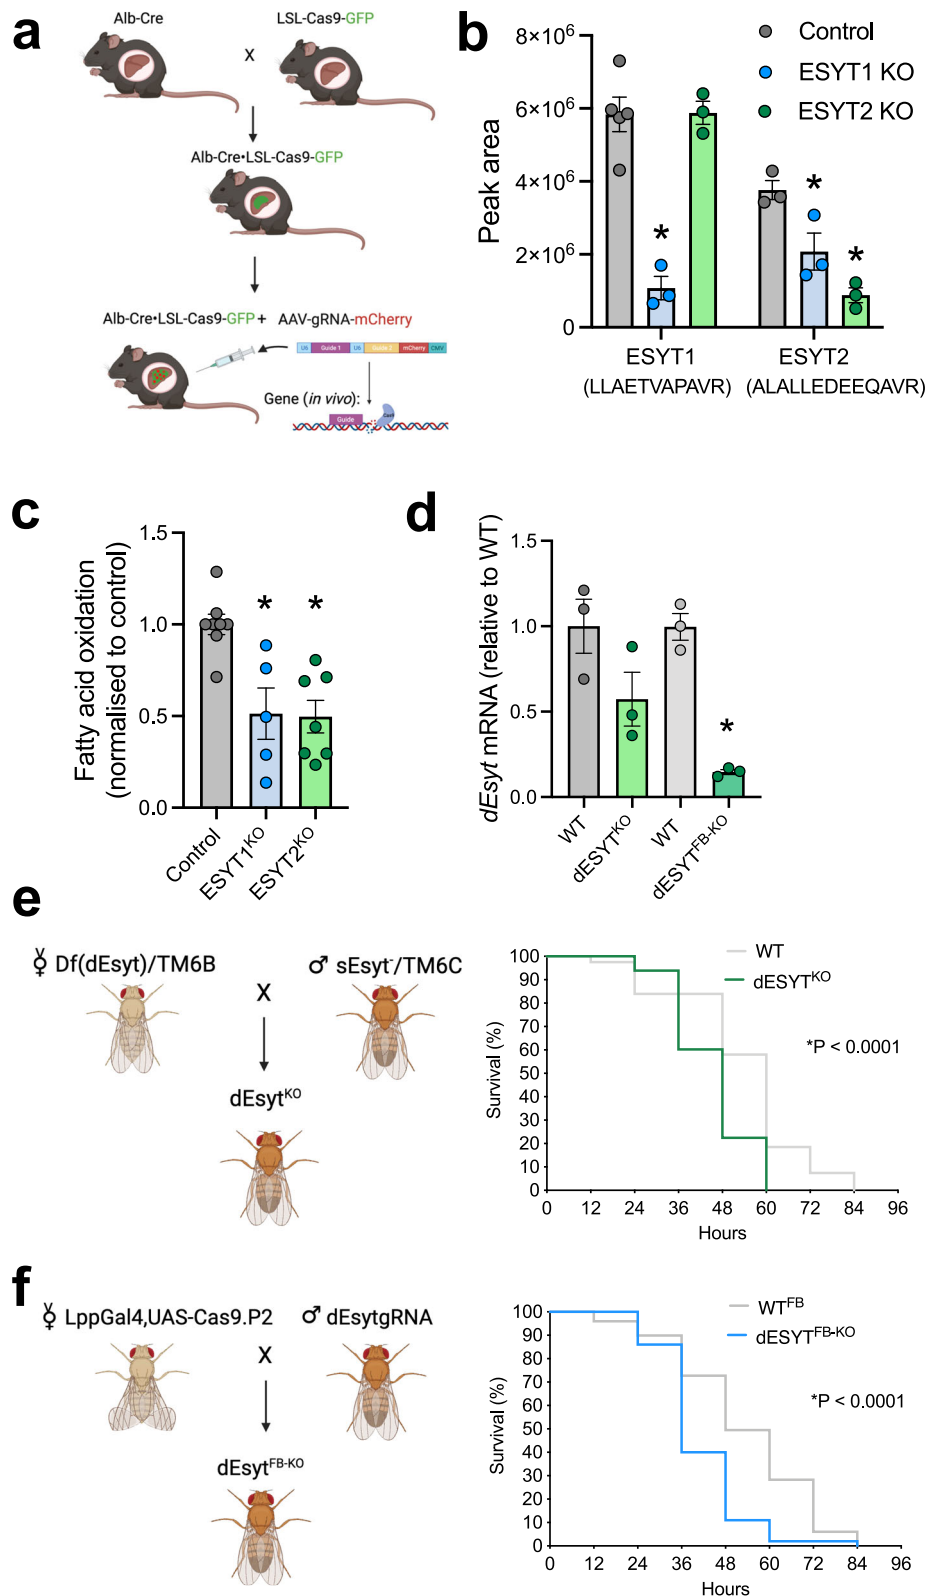 a
Alb-Cre
LSL-Cas9-GFP
X
Alb-Cre•LSL-Cas9-GFP
Alb-Cre•LSL-Cas9-GFP + AAV-gRNA-mCherry
U6 Guide 1 U6 Guide 2 mCherry CMV
Gene (in vivo):
Guide
Cas9
b
Control
ESYT1 KO
ESYT2 KO
Peak area
8×10⁶
6×10⁶
4×10⁶
2×10⁶
0
*
*
*
ESYT1
(LLAETVAPAVR)
ESYT2
(ALALLEDEEQAVR)
c
Fatty acid oxidation
(normalised to control)
1.5
1.0
0.5
0.0
*
*
Control
ESYT1ᴷᴼ
ESYT2ᴷᴼ
d
dEsyt mRNA (relative to WT)
1.5
1.0
0.5
0.0
*
WT
dESYTᴷᴼ
WT
dESYTᶠᴮ⁻ᴷᴼ
e
⚥ Df(dEsyt)/TM6B
X
♂ sEsyt⁻/TM6C
dEsytᴷᴼ
Survival (%)
100
90
80
70
60
50
40
30
20
10
0
0 12 24 36 48 60 72 84 96
Hours
WT
dESYTᴷᴼ
*P < 0.0001
f
⚥ LppGal4,UAS-Cas9.P2
X
♂ dEsytgRNA
dEsytᶠᴮ⁻ᴷᴼ
Survival (%)
100
90
80
70
60
50
40
30
20
10
0
0 12 24 36 48 60 72 84 96
Hours
WTᶠᴮ
dESYTᶠᴮ⁻ᴷᴼ
*P < 0.0001